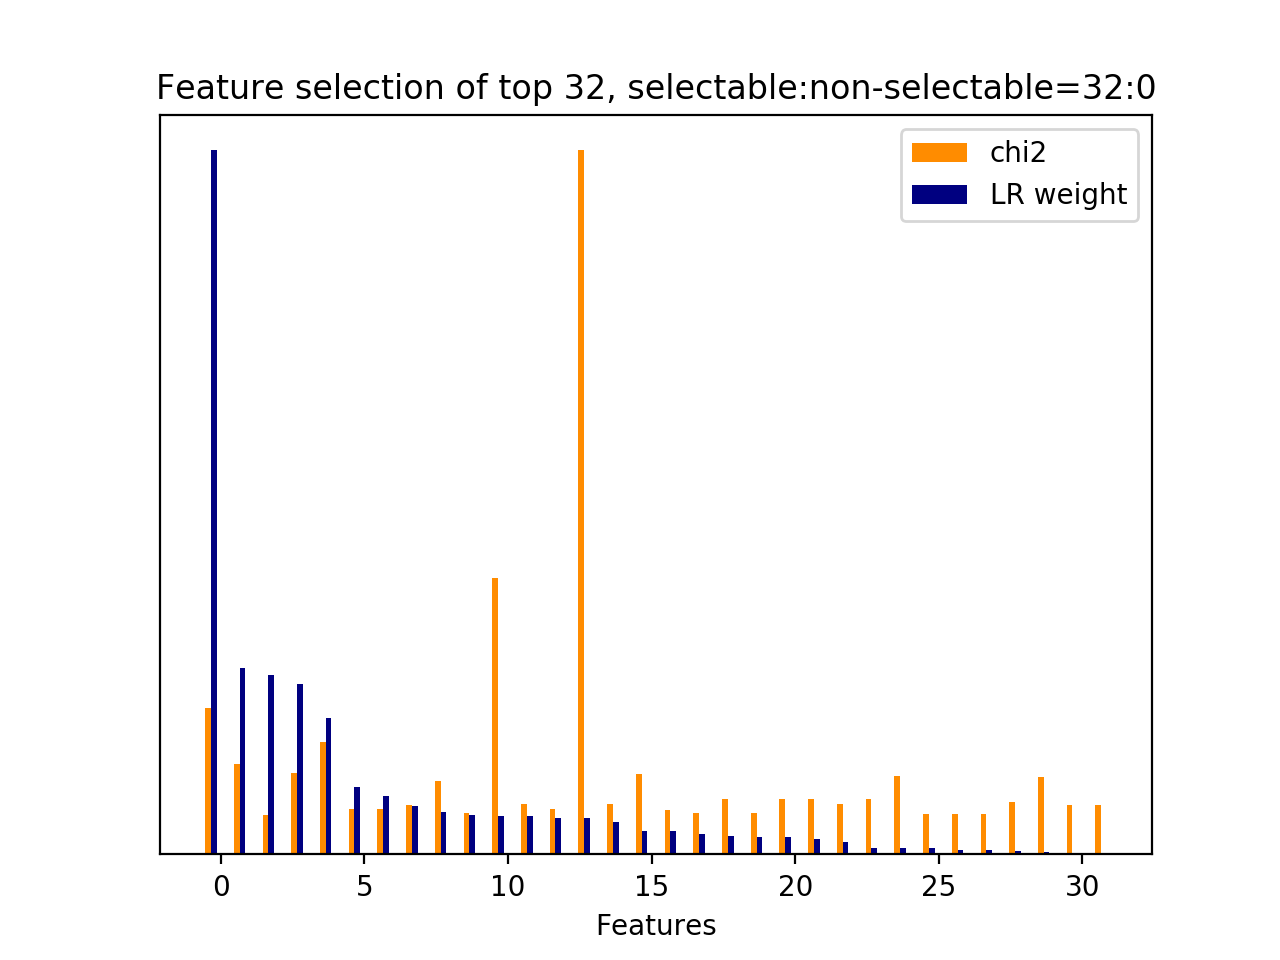 Feature selection of top 32, selectable:non-selectable=32:0
chi2
LR weight
0 5 10 15 20 25 30
Features